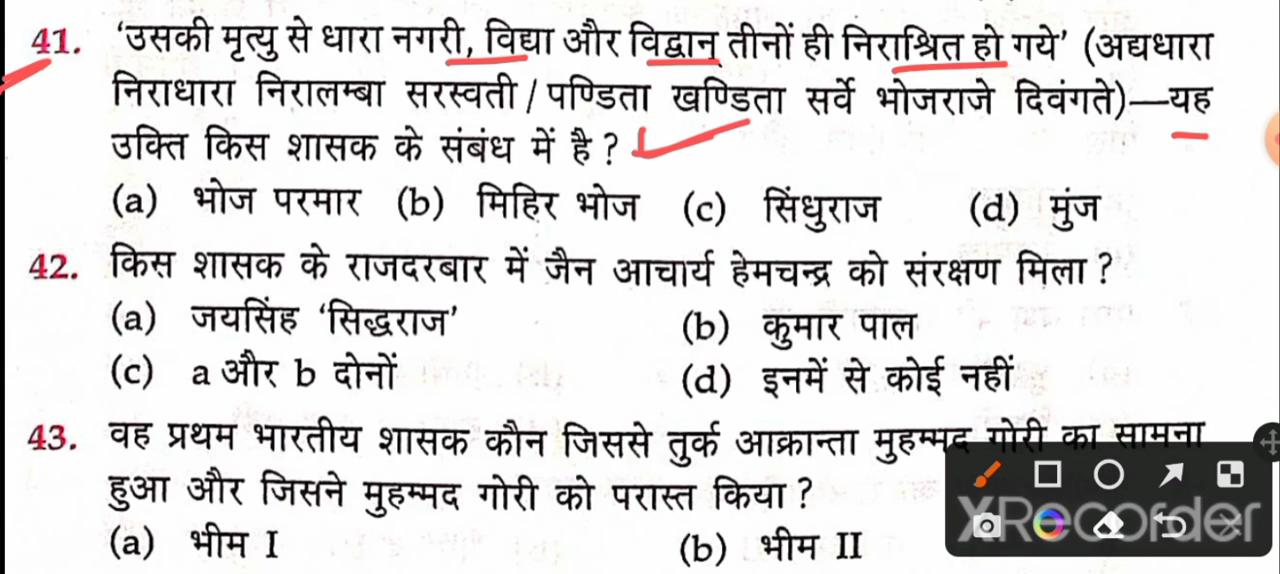 41. 'उसकी मृत्यु से धारा नगरी, विद्या और विद्वान् तीनों ही निराश्रित हो गये' (अद्यधारा
निराधारा निरालम्बा सरस्वती / पण्डिता खण्डिता सर्वे भोजराजे दिवंगते)—यह
उक्ति किस शासक के संबंध में है ?
(a) भोज परमार (b) मिहिर भोज (c) सिंधुराज (d) मुंज
42. किस शासक के राजदरबार में जैन आचार्य हेमचन्द्र को संरक्षण मिला ?
(a) जयसिंह 'सिद्धराज' (b) कुमार पाल
(c) a और b दोनों (d) इनमें से कोई नहीं
43. वह प्रथम भारतीय शासक कौन जिससे तुर्क आक्रान्ता मुहम्मद गोरी का सामना
हुआ और जिसने मुहम्मद गोरी को परास्त किया ?
(a) भीम I (b) भीम II
XRecorder